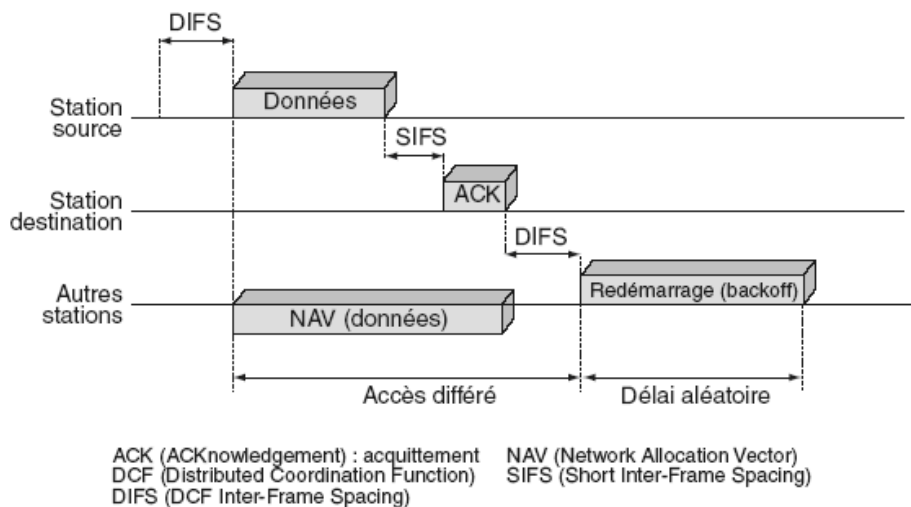 DIFS
Données
Station
source
SIFS
ACK
Station
destination
DIFS
Redémarrage (backoff)
Autres
stations
NAV (données)
Accès différé
Délai aléatoire
ACK (ACKnowledgement) : acquittement
NAV (Network Allocation Vector)
DCF (Distributed Coordination Function)
SIFS (Short Inter-Frame Spacing)
DIFS (DCF Inter-Frame Spacing)